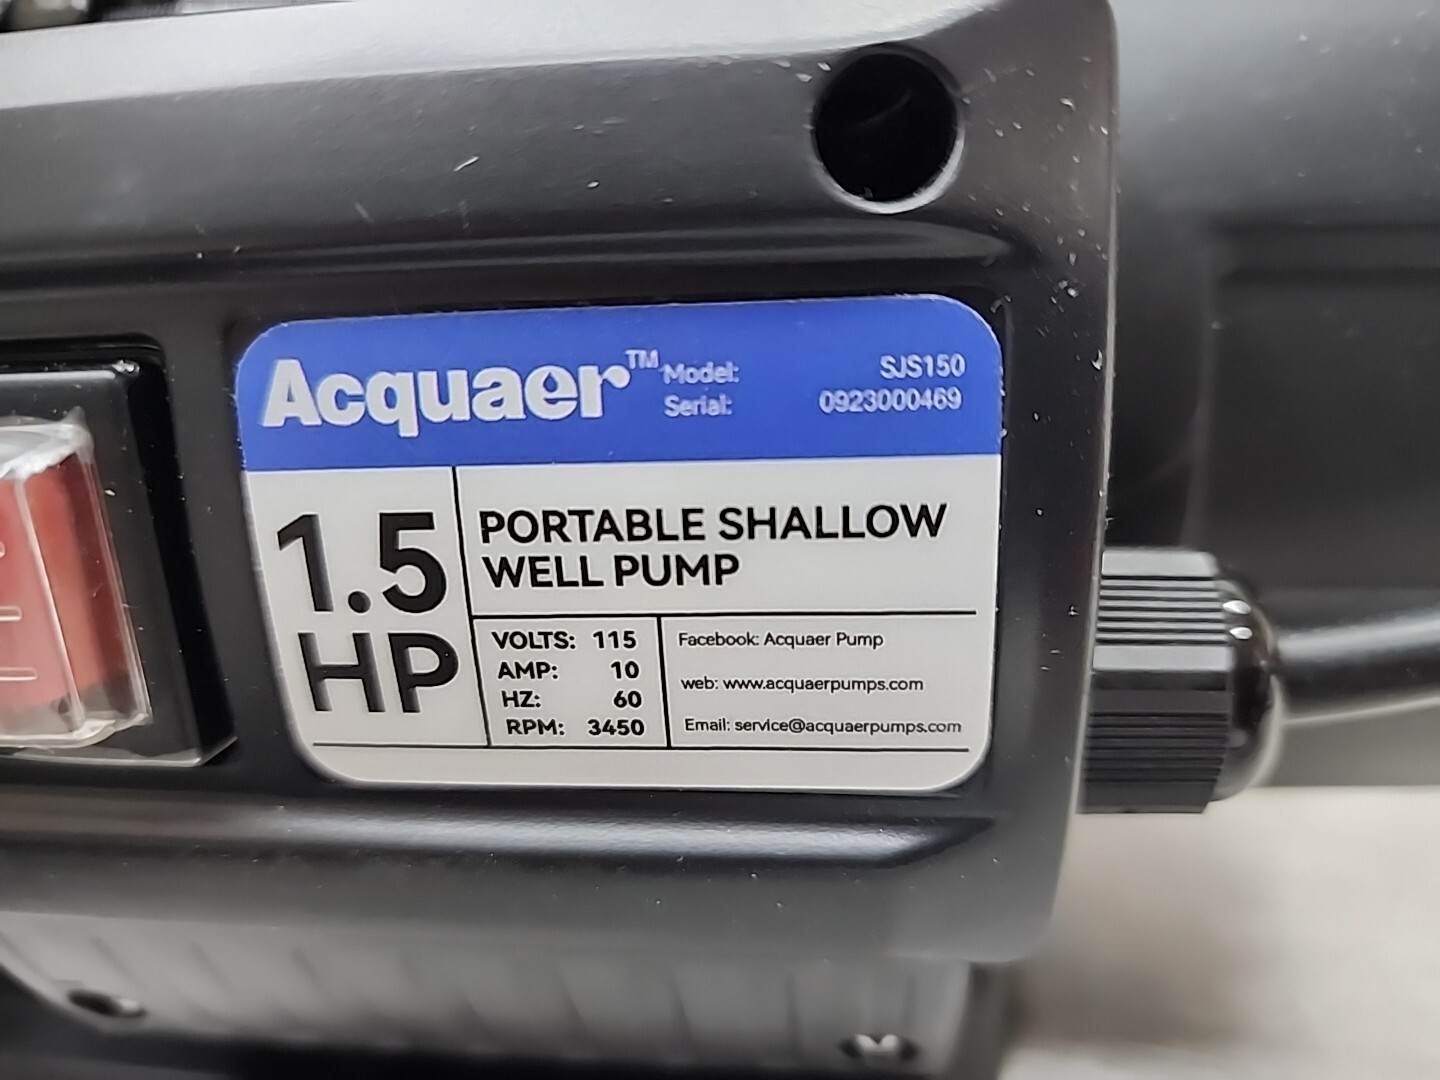 Acquaer™
Model: SJS150
Serial: 0923000469
1.5
HP
PORTABLE SHALLOW
WELL PUMP
VOLTS: 115
AMP: 10
HZ: 60
RPM: 3450
Facebook: Acquaer Pump
web: www.acquaerpumps.com
Email: service@acquaerpumps.com